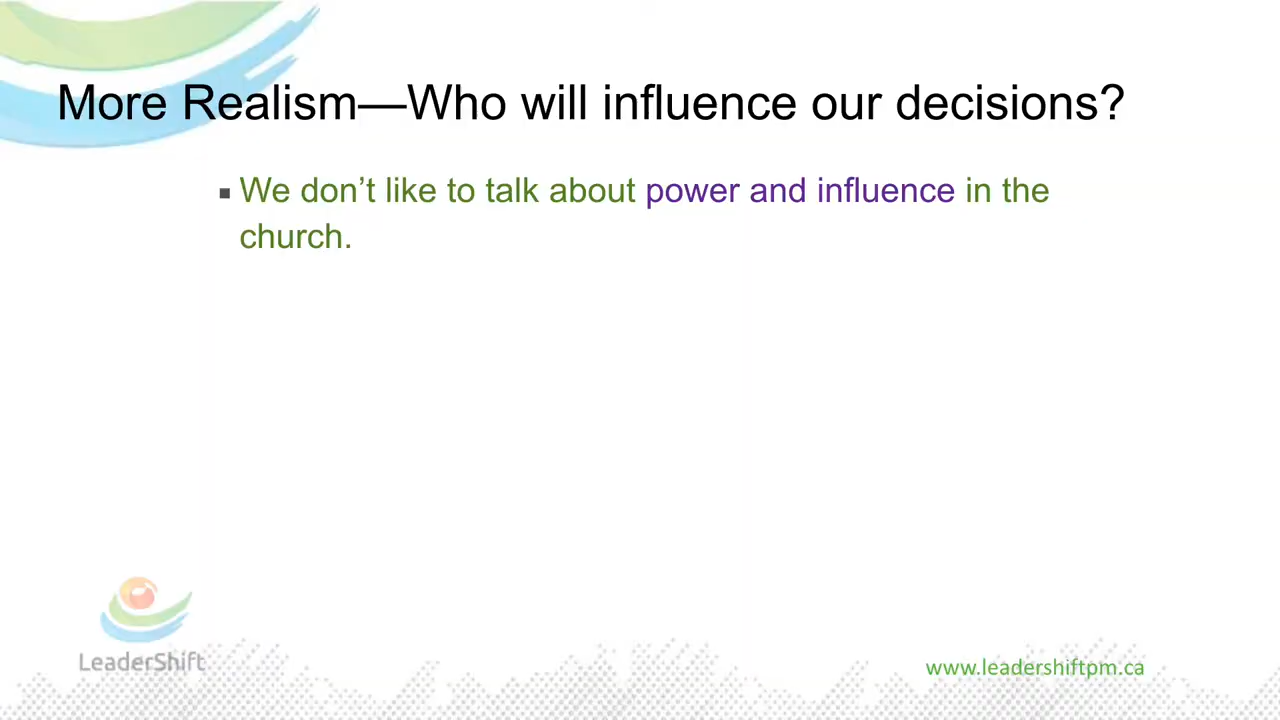 More Realism—Who will influence our decisions?
▪ We don’t like to talk about power and influence in the
church.
LeaderShift
www.leadershiftpm.ca